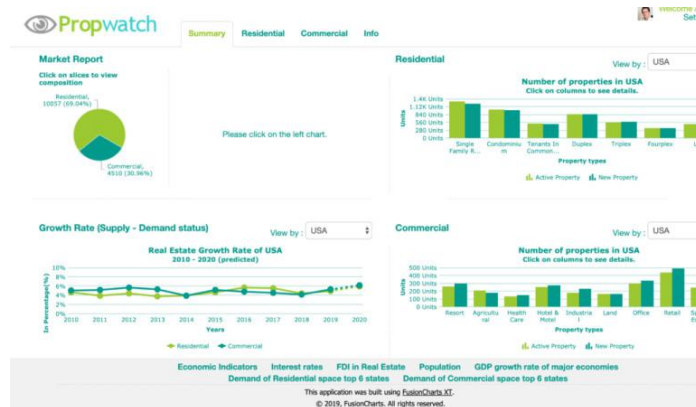 Propwatch
Summary Residential Commercial Info
Welcome
Set
Market Report
Click on slices to view
composition
Residential,
10057 (69.04%)
Commercial,
4510 (30.96%)
Please click on the left chart.
Residential
View by : USA
Number of properties in USA
Click on columns to see details.
Units
1.4K Units
1.12K Units
840 Units
560 Units
280 Units
0 Units
Single
Family R...
Condominiu
m
Tenants In
Common...
Duplex
Triplex
Fourplex
Property types
Active Property New Property
Growth Rate (Supply - Demand status)
View by : USA
Real Estate Growth Rate of USA
2010 - 2020 (predicted)
In Percentage(%)
10%
8%
6%
4%
2%
0%
2010 2011 2012 2013 2014 2015 2016 2017 2018 2019 2020
Years
Residential Commercial
Commercial
View by : USA
Number of properties in USA
Click on columns to see details.
Units
500 Units
400 Units
300 Units
200 Units
100 Units
0 Units
Resort
Agricultu
ral
Health
Care
Hotel &
Motel
Industria
l
Land
Office
Retail
Property types
Active Property New Property
Economic Indicators Interest rates FDI in Real Estate Population GDP growth rate of major economies
Demand of Residential space top 6 states Demand of Commercial space top 6 states
This application was built using FusionCharts XT.
© 2019, FusionCharts. All rights reserved.